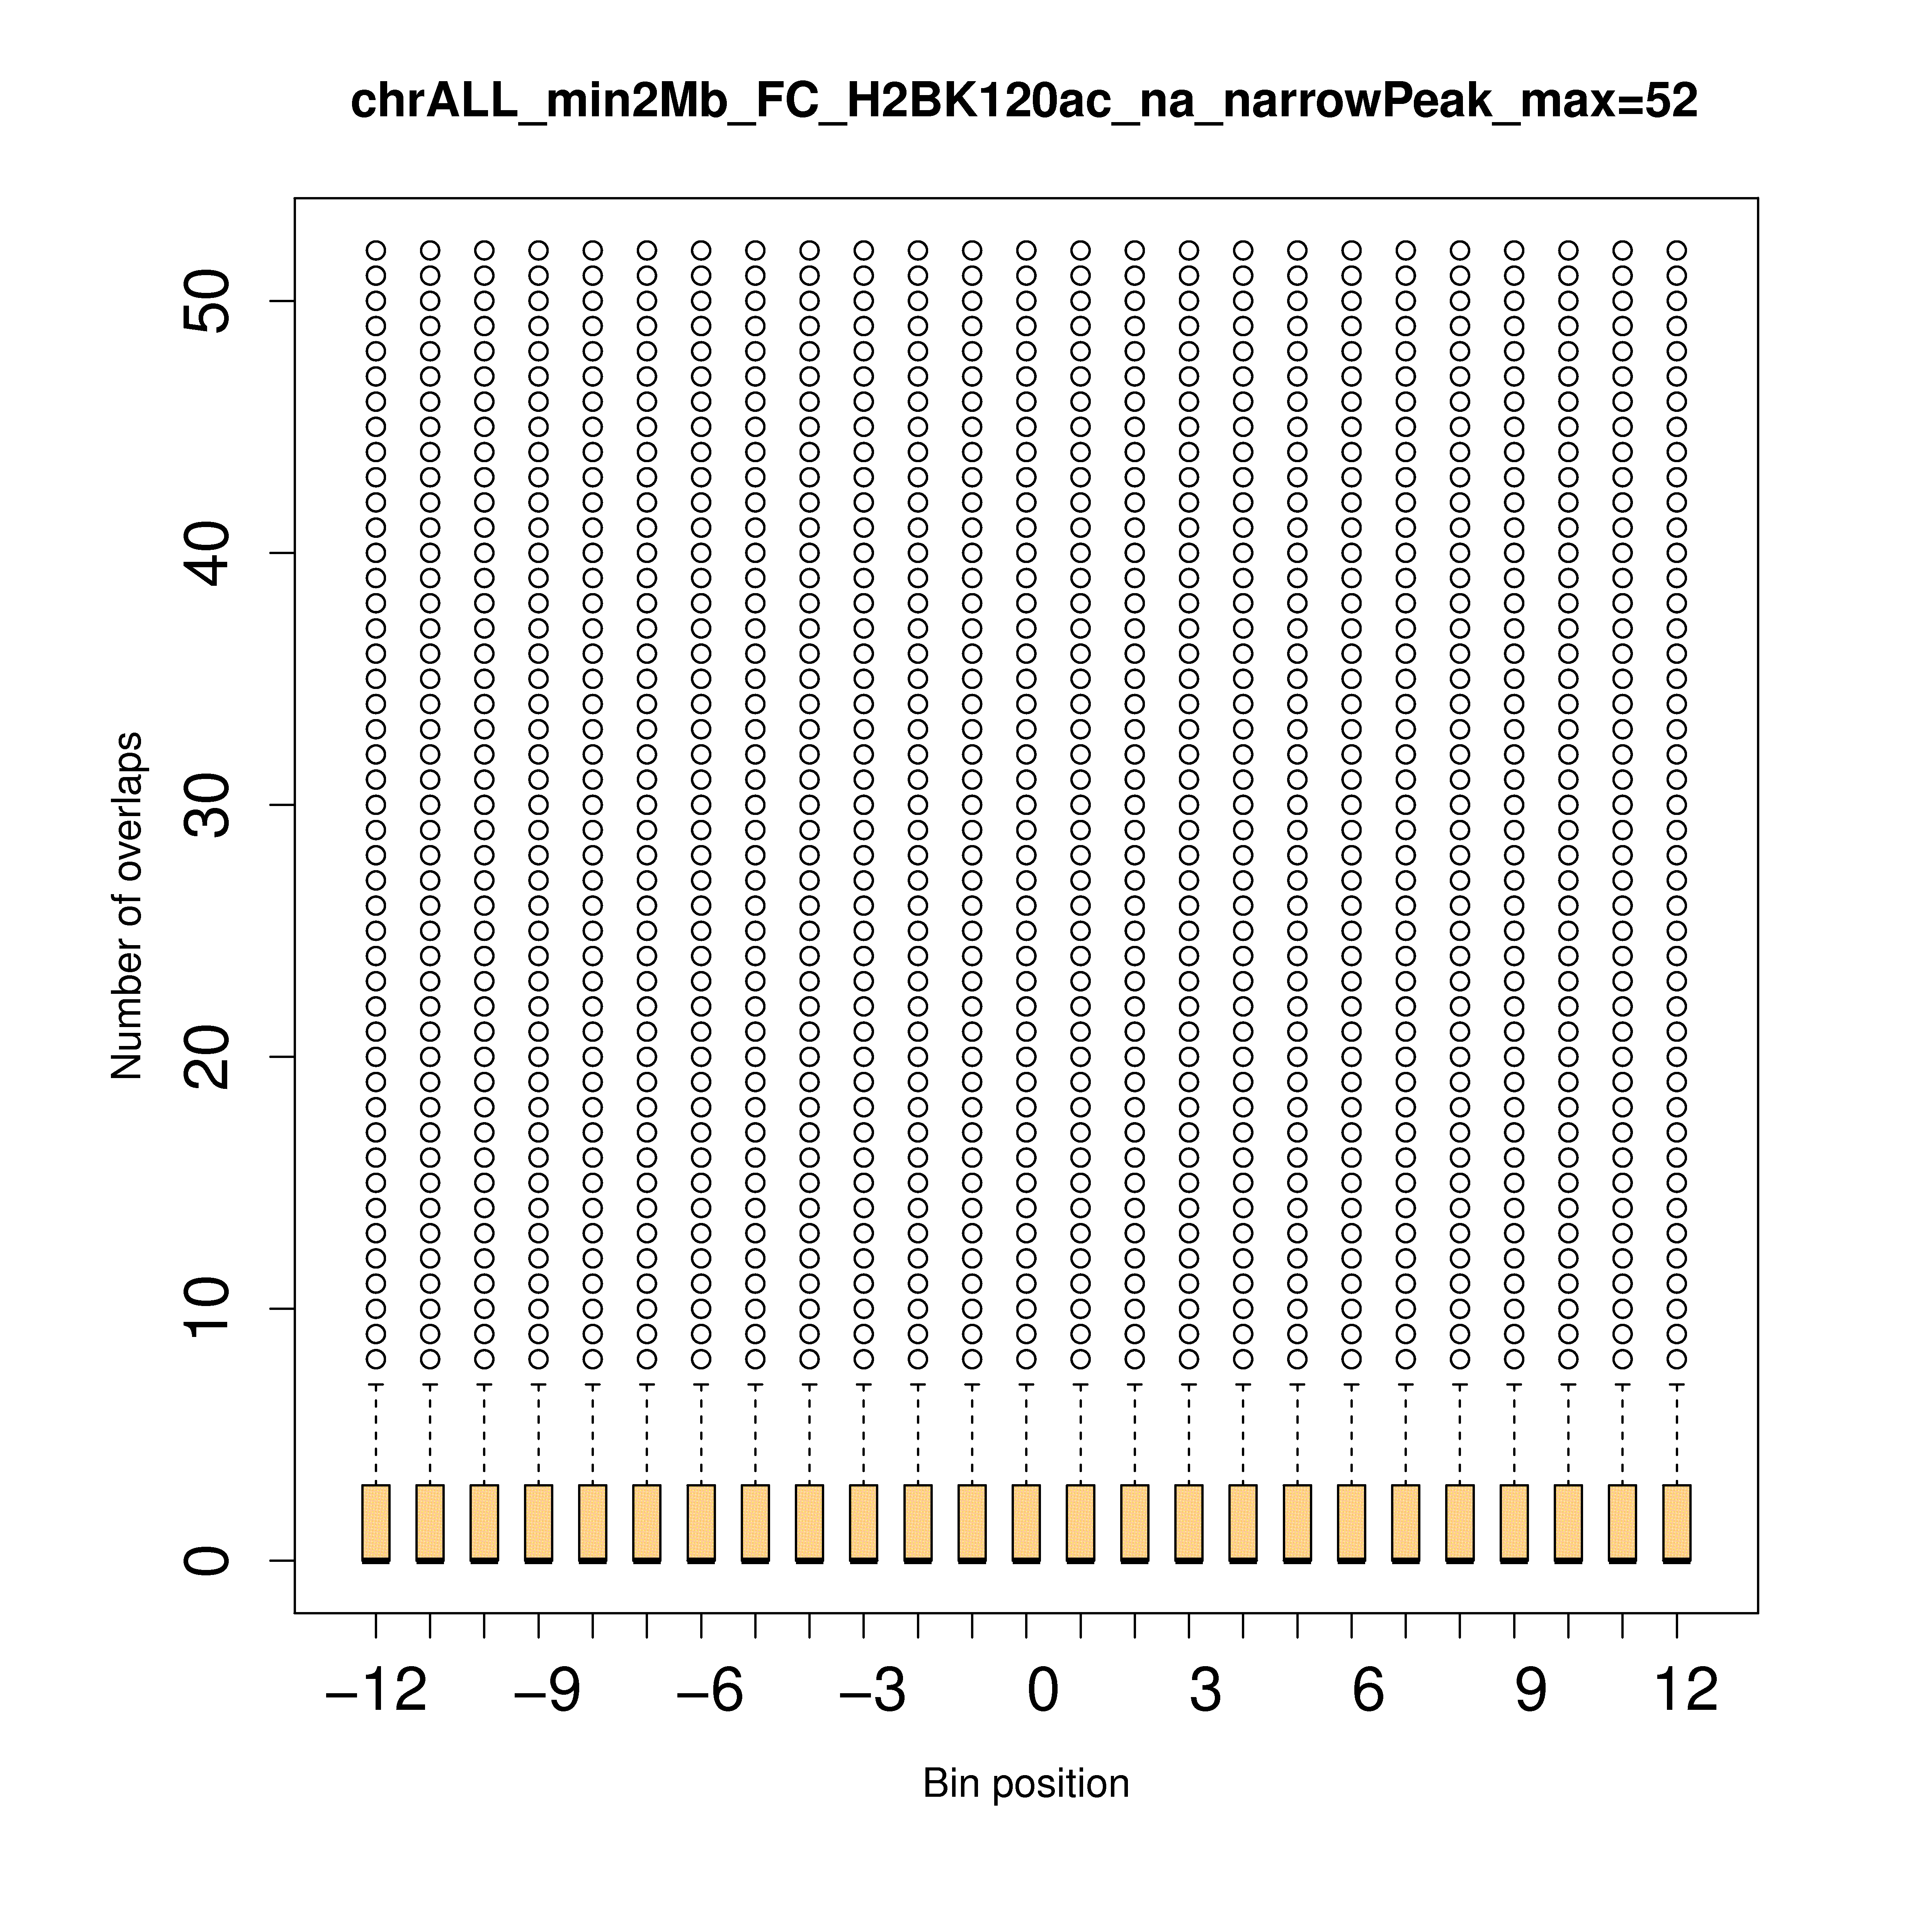 chrALL_min2Mb_FC_H2BK120ac_na_narrowPeak_max=52
Number of overlaps
50
40
30
20
10
0
−12 −9 −6 −3 0 3 6 9 12
Bin position